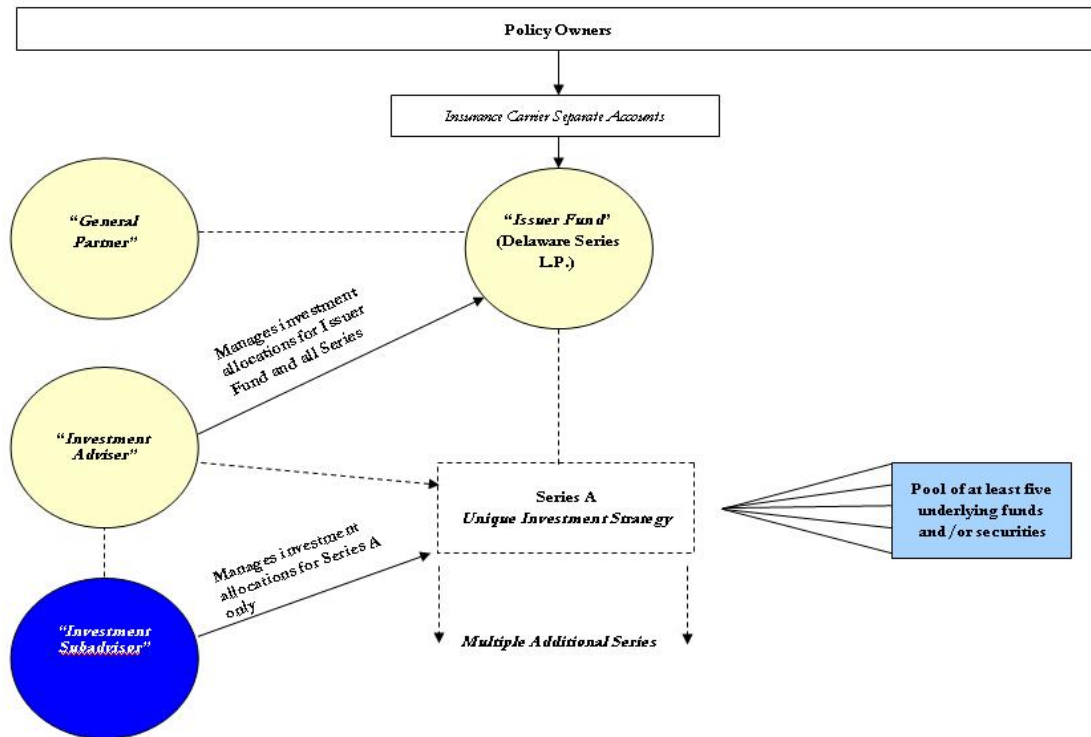 Policy Owners
Insurance Carrier Separate Accounts
“General
Partner”
“Issuer Fund”
(Delaware Series
L.P.)
Manages investment
allocations for Issuer
Fund and all Series
“Investment
Adviser”
Series A
Unique Investment Strategy
Pool of at least five
underlying funds
and/or securities
Manages investment
allocations for Series A
only
“Investment
Subadviser”
Multiple Additional Series